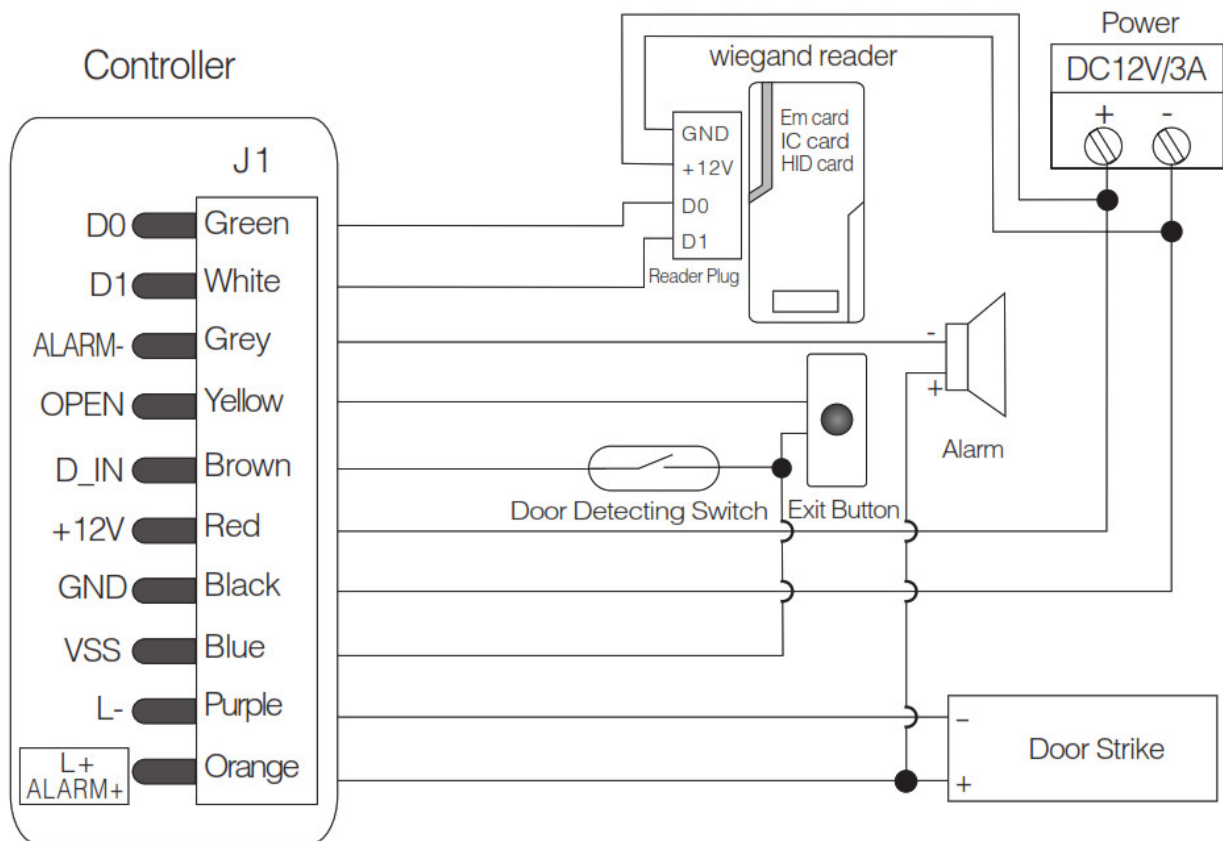 Controller
wiegand reader
Power
DC12V/3A
+ -
Em card
IC card
HID card
GND
+12V
D0
D1
Reader Plug
J1
D0 Green
D1 White
ALARM- Grey
OPEN Yellow
D_IN Brown
+12V Red
GND Black
VSS Blue
L- Purple
L+
ALARM+
Orange
-
+
Alarm
Door Detecting Switch
Exit Button
–
Door Strike
+